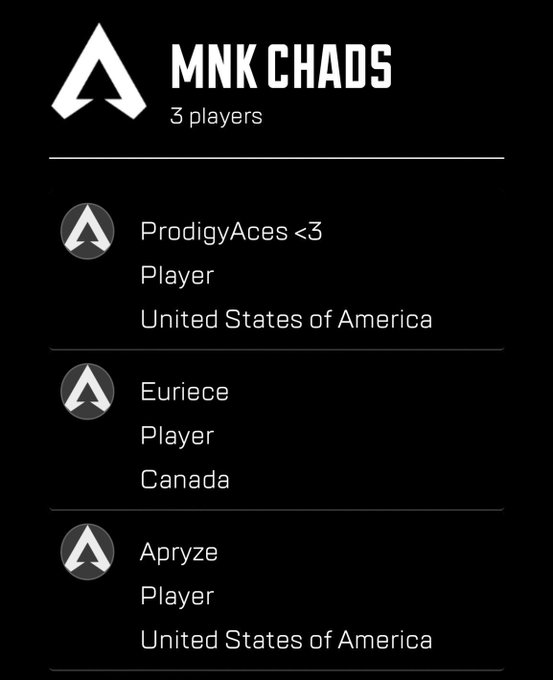 MNK CHADS
3 players
ProdigyAces <3
Player
United States of America
Euriece
Player
Canada
Apryze
Player
United States of America